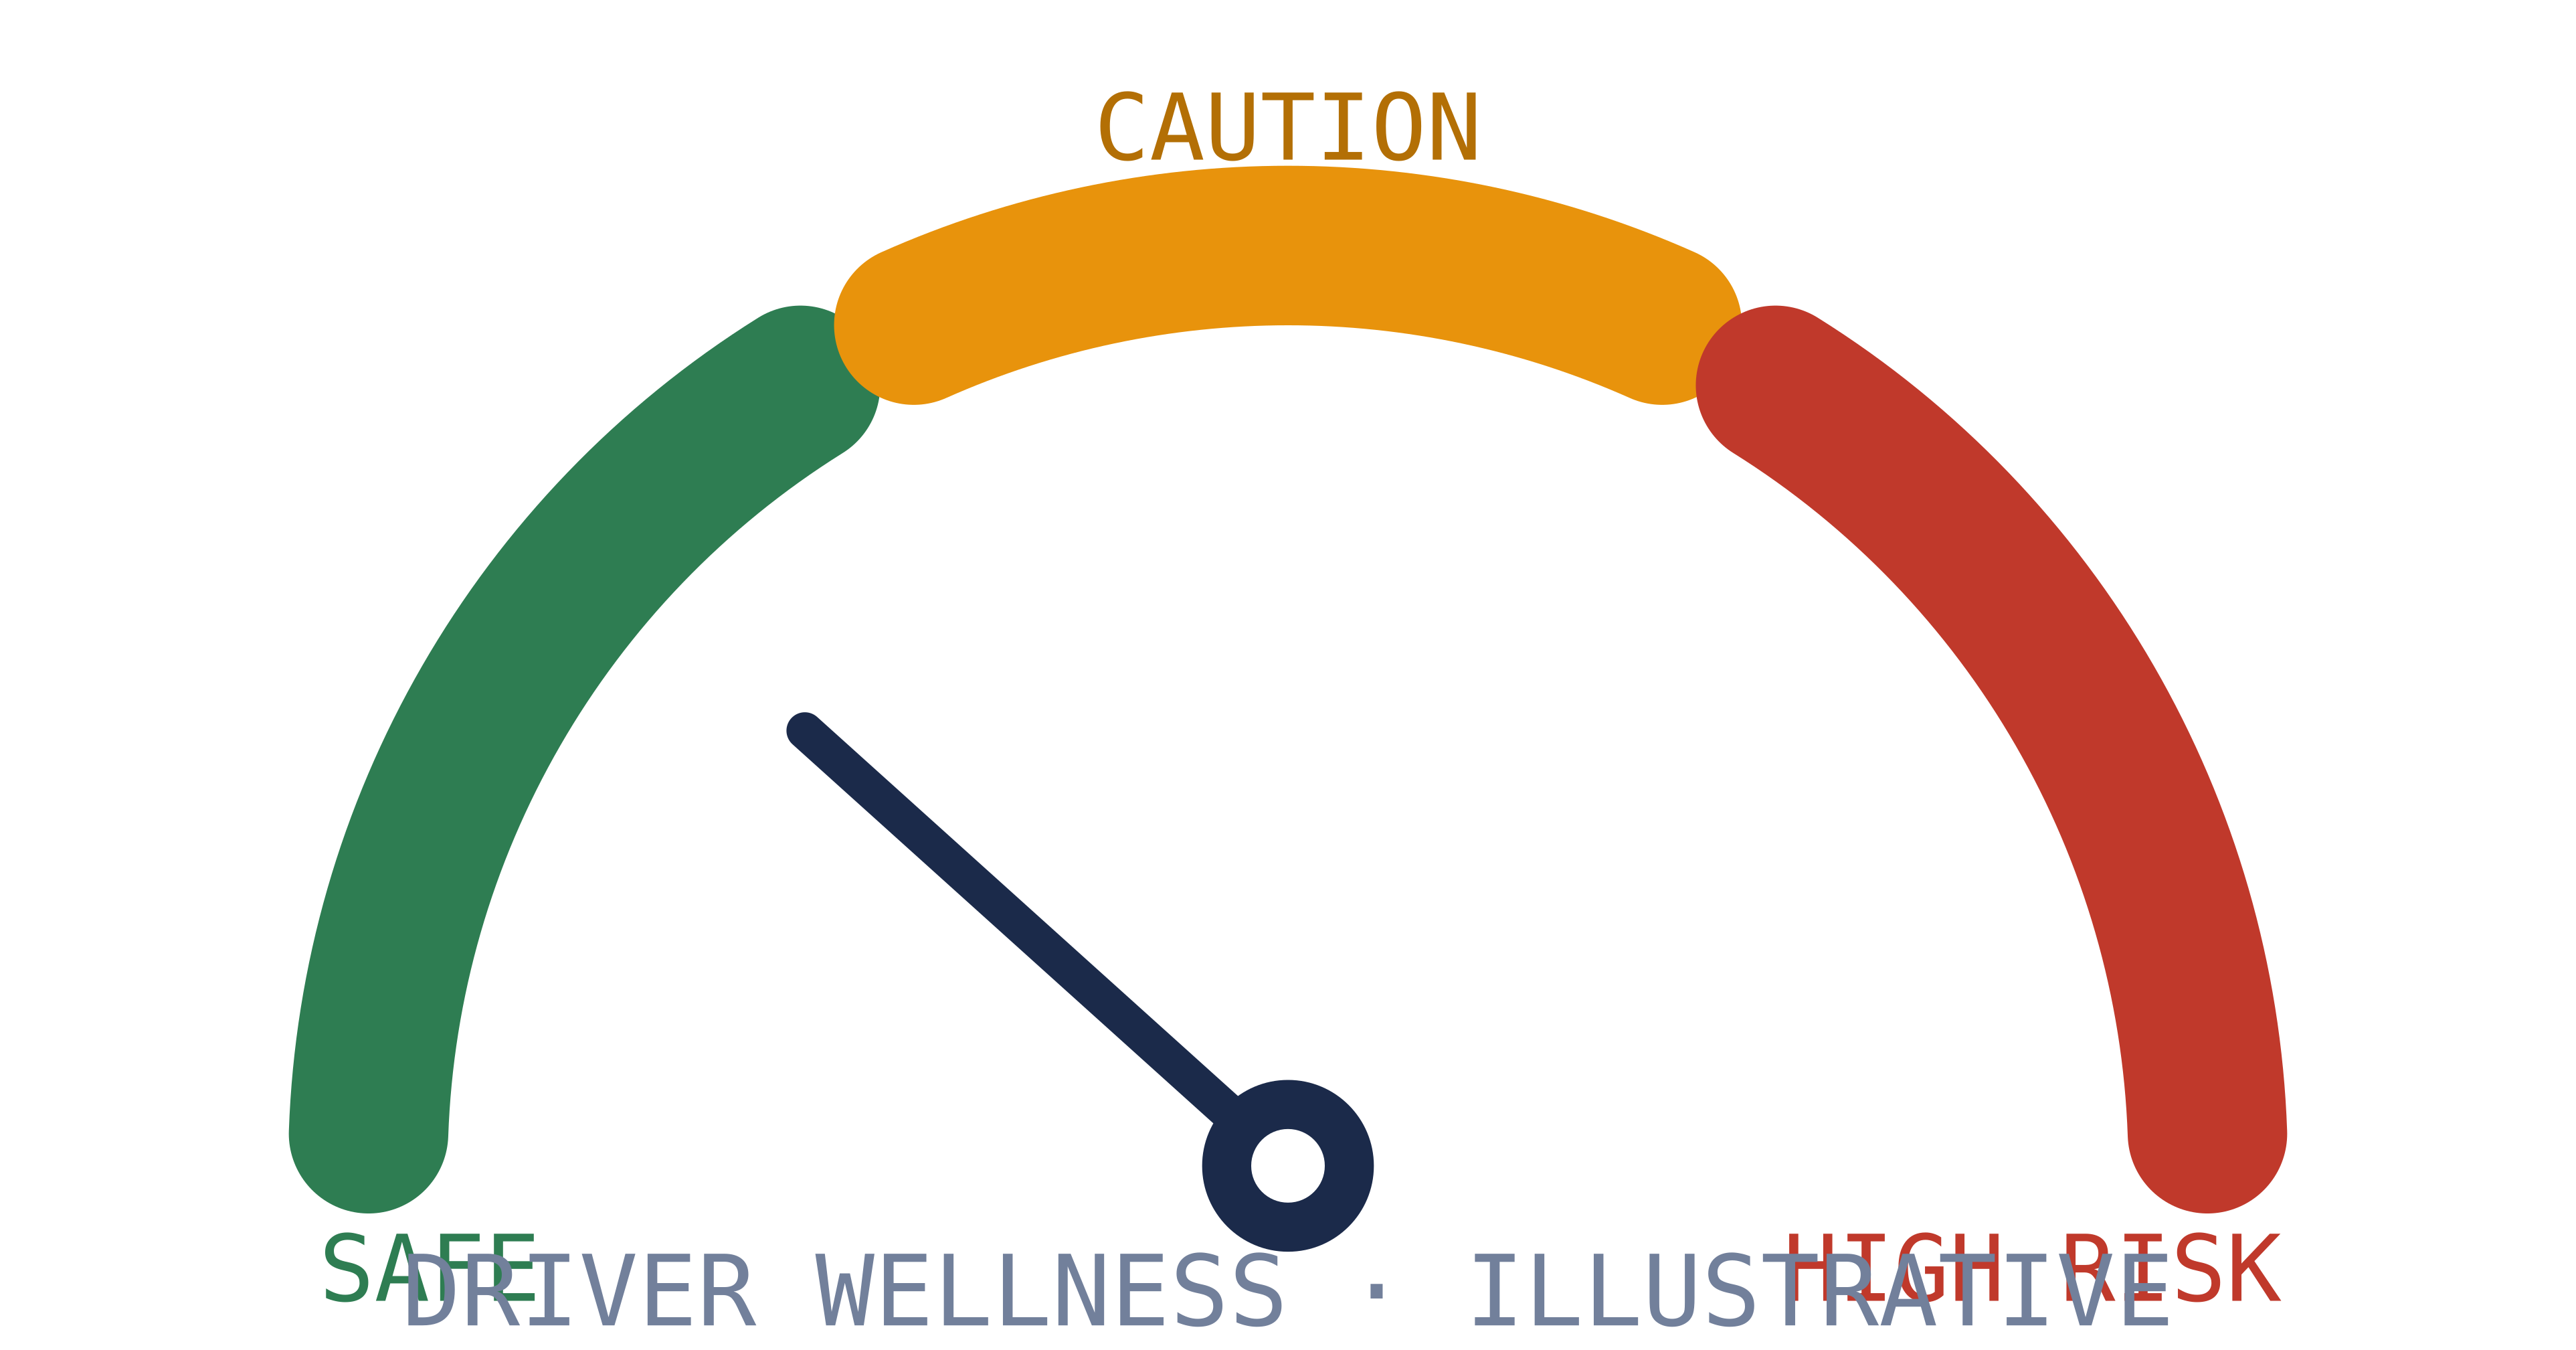 CAUTION
SAFE
HIGH RISK
DRIVER WELLNESS · ILLUSTRATIVE